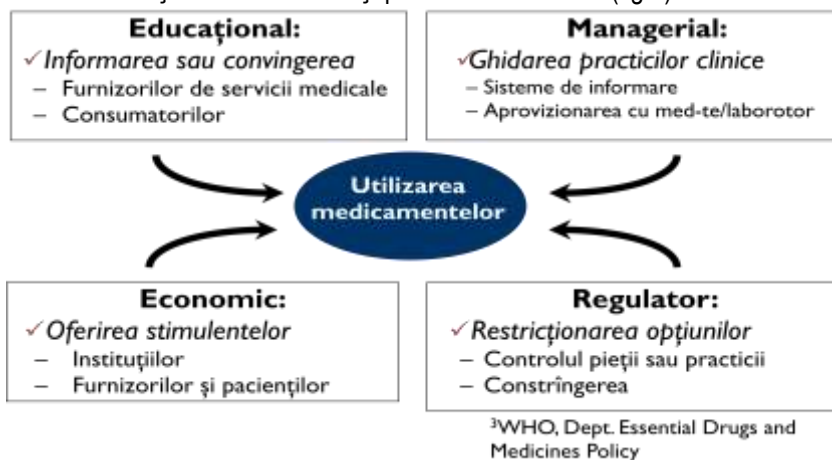 Educațional:
✓ Informarea sau convingerea
– Furnizorilor de servicii medicale
– Consumatorilor
Managerial:
✓ Ghidarea practicilor clinice
– Sisteme de informare
– Aprovizionarea cu med-te/laborotor
Utilizarea
medicamentelor
Economic:
✓ Oferirea stimulentelor
– Instituțiilor
– Furnizorilor și pacienților
Regulator:
✓ Restricționarea opțiunilor
– Controlul pieții sau practicii
– Constrîngerea
³WHO, Dept. Essential Drugs and
Medicines Policy